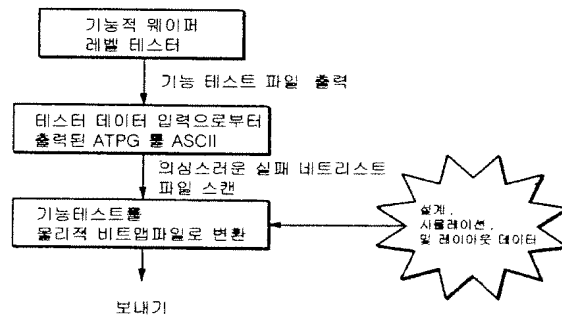 기능적 웨이퍼
레벨 테스터
기능 테스트 파일 출력
테스터 데이터 입력으로부터
출력된 ATPG 툴 ASCII
의심스러운 실패 네트리스트
파일 스캔
기능테스트를
물리적 비트맵파일로 변환
설계,
시뮬레이션,
및 레이아웃 데이터
보내기